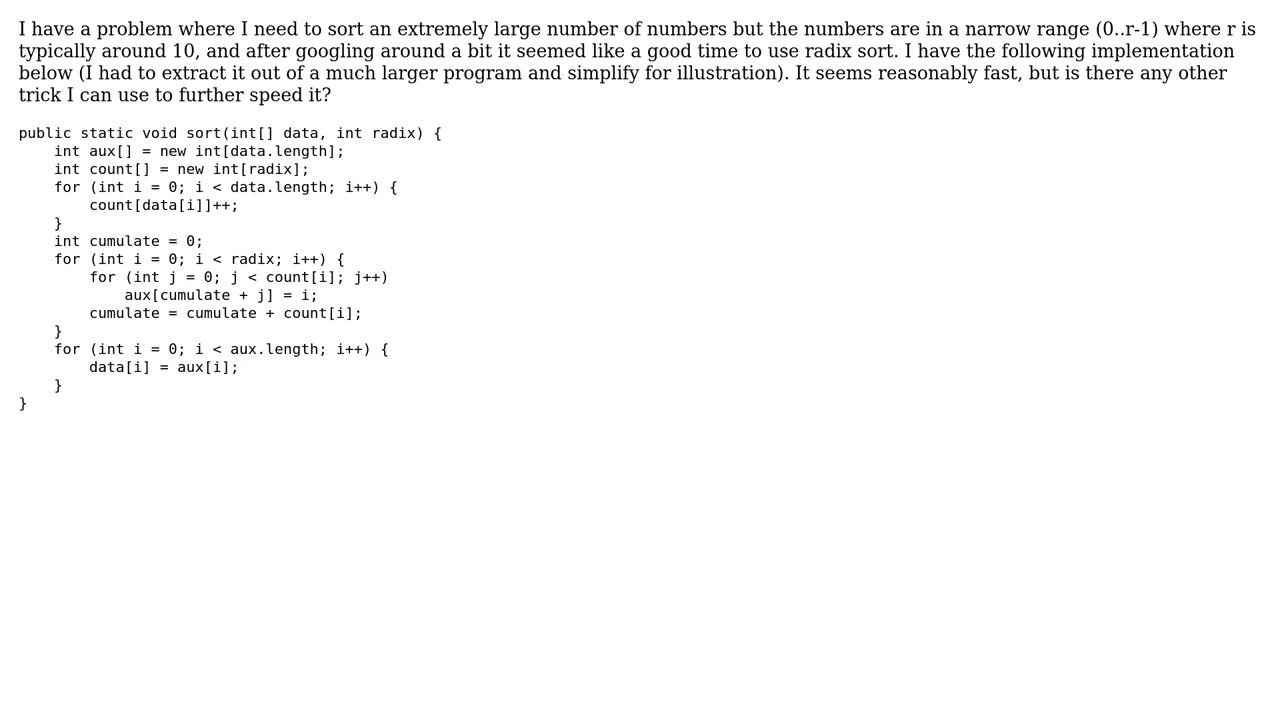 I have a problem where I need to sort an extremely large number of numbers but the numbers are in a narrow range (0..r-1) where r is
typically around 10, and after googling around a bit it seemed like a good time to use radix sort. I have the following implementation
below (I had to extract it out of a much larger program and simplify for illustration). It seems reasonably fast, but is there any other
trick I can use to further speed it?
public static void sort(int[] data, int radix) {
    int aux[] = new int[data.length];
    int count[] = new int[radix];
    for (int i = 0; i < data.length; i++) {
        count[data[i]]++;
    }
    int cumulate = 0;
    for (int i = 0; i < radix; i++) {
        for (int j = 0; j < count[i]; j++)
            aux[cumulate + j] = i;
        cumulate = cumulate + count[i];
    }
    for (int i = 0; i < aux.length; i++) {
        data[i] = aux[i];
    }
}